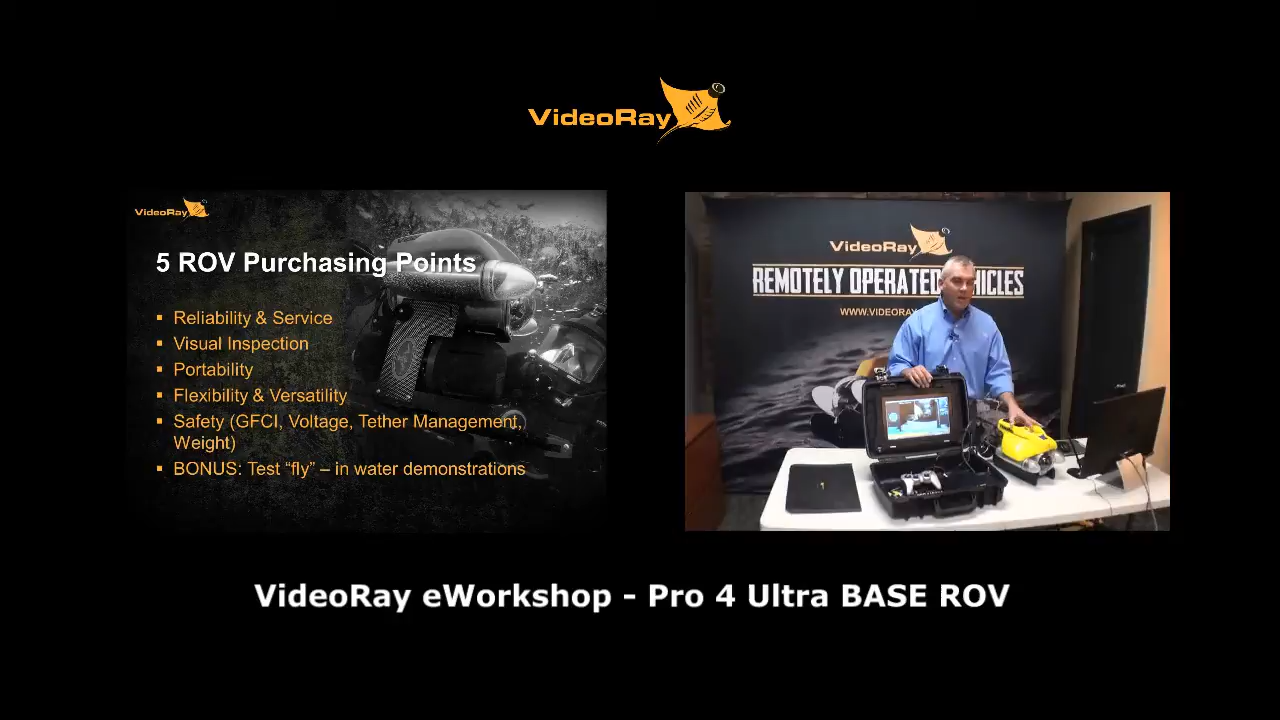 VideoRay
VideoRay
5 ROV Purchasing Points
▪ Reliability & Service
▪ Visual Inspection
▪ Portability
▪ Flexibility & Versatility
▪ Safety (GFCI, Voltage, Tether Management,
Weight)
▪ BONUS: Test “fly” – in water demonstrations
VideoRay
REMOTELY OPERATED HICLES
WWW.VIDEORAY
VideoRay eWorkshop - Pro 4 Ultra BASE ROV